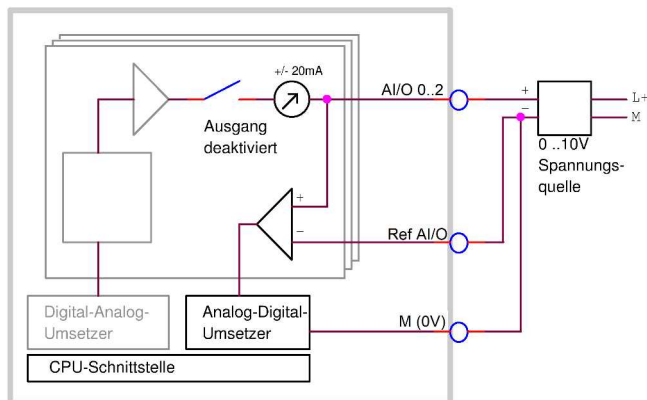 +/- 20mA
AI/O 0..2
+
-
L+
M
Ausgang
deaktiviert
0 ..10V
Spannungs-
quelle
+
-
Ref AI/O
Digital-Analog-
Umsetzer
Analog-Digital-
Umsetzer
M (0V)
CPU-Schnittstelle